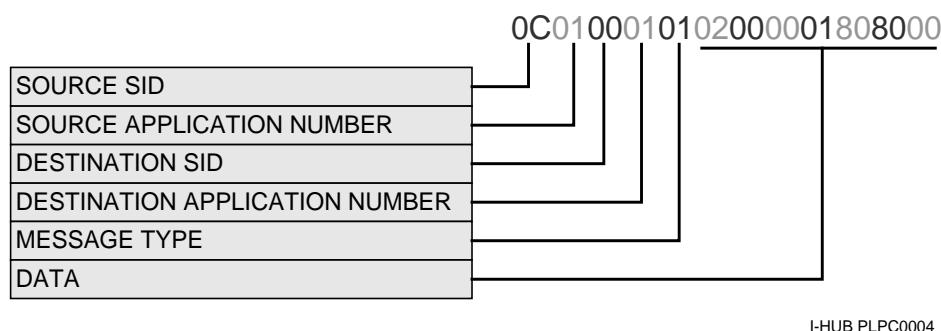 0C0100010102000001808000
SOURCE SID
SOURCE APPLICATION NUMBER
DESTINATION SID
DESTINATION APPLICATION NUMBER
MESSAGE TYPE
DATA
I-HUB PLPC0004